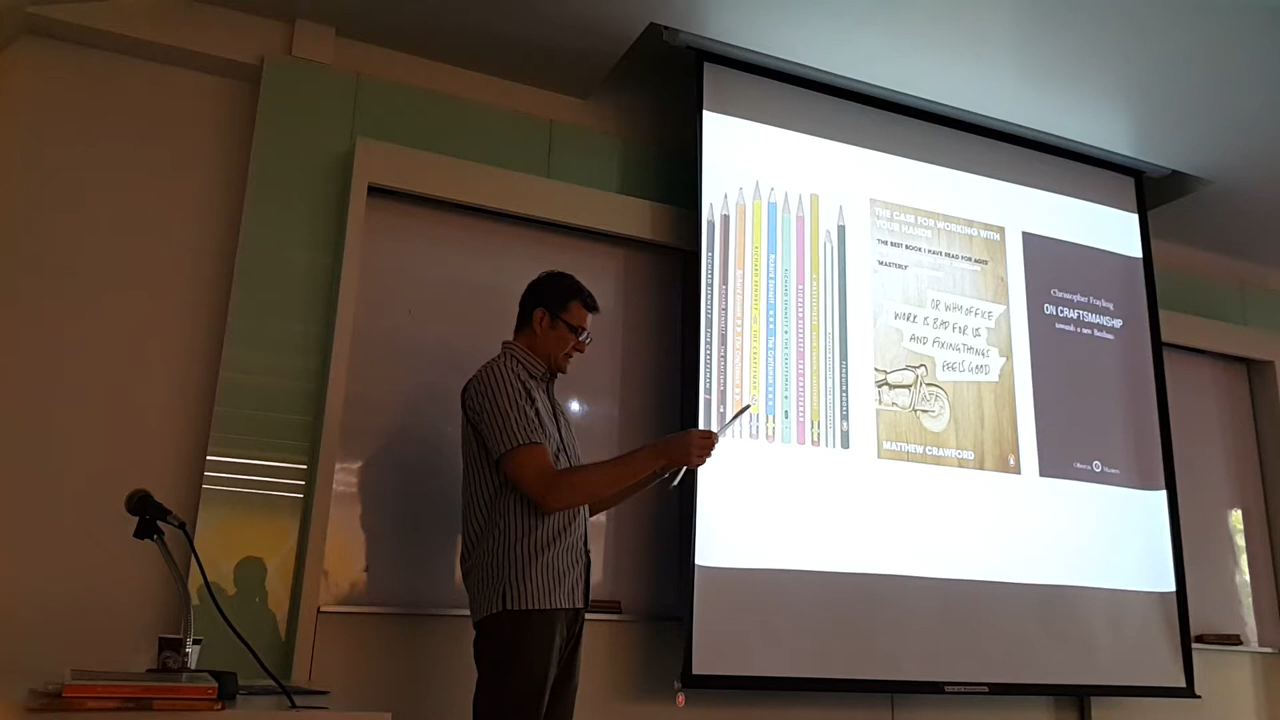 RICHARD SENNETT THE CRAFTSMAN
RICHARD SENNETT THE CRAFTSMAN
RICHARD SENNETT THE CRAFTSMAN
RICHARD SENNETT THE CRAFTSMAN
PENGUIN BOOKS
THE CASE FOR WORKING WITH
YOUR HANDS
'THE BEST BOOK I HAVE READ FOR AGES'
'MASTERLY'
OR WHY OFFICE
WORK IS BAD FOR US
AND FIXING THINGS
FEELS GOOD
MATTHEW CRAWFORD
Christopher Frayling
ON CRAFTSMANSHIP
towards a new Bauhaus
Oberon Masters